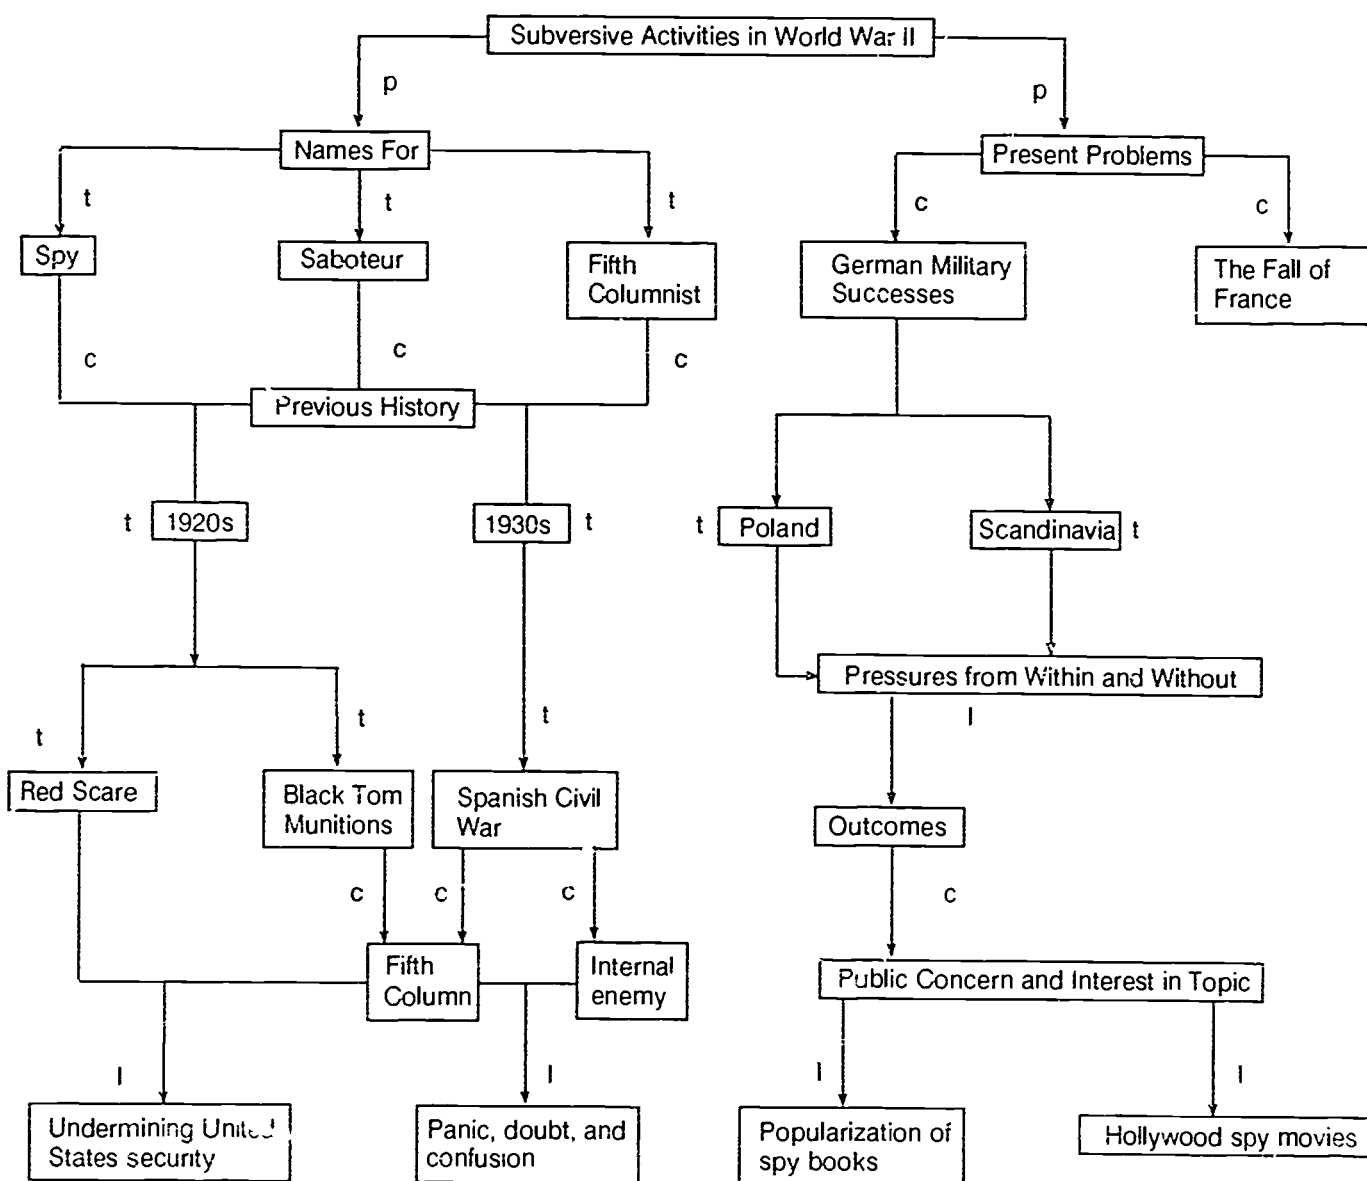 Subversive Activities in World War II
p
p
Names For
Present Problems
t
t
t
c
c
Spy
Saboteur
Fifth
Columnist
German Military
Successes
The Fall of
France
c
c
c
Previous History
t
1920s
1930s
t
t
Poland
Scandinavia
t
Pressures from Within and Without
t
t
t
l
Red Scare
Black Tom
Munitions
Spanish Civil
War
Outcomes
c
c
c
c
Fifth
Column
Internal
enemy
Public Concern and Interest in Topic
l
l
l
l
Undermining United
States security
Panic, doubt, and
confusion
Popularization of
spy books
Hollywood spy movies